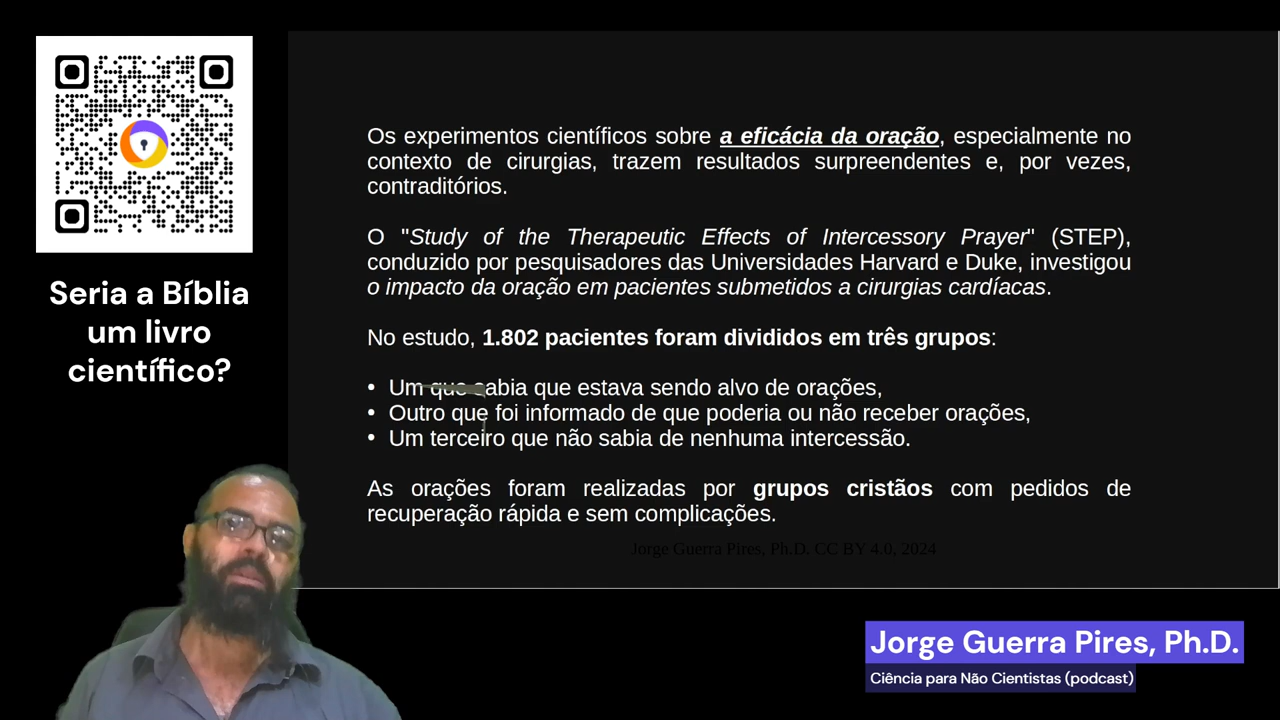 Seria a Bíblia
um livro
científico?
Os experimentos científicos sobre a eficácia da oração, especialmente no
contexto de cirurgias, trazem resultados surpreendentes e, por vezes,
contraditórios.
O "Study of the Therapeutic Effects of Intercessory Prayer" (STEP),
conduzido por pesquisadores das Universidades Harvard e Duke, investigou
o impacto da oração em pacientes submetidos a cirurgias cardíacas.
No estudo, 1.802 pacientes foram divididos em três grupos:
• Um que sabia que estava sendo alvo de orações,
• Outro que foi informado de que poderia ou não receber orações,
• Um terceiro que não sabia de nenhuma intercessão.
As orações foram realizadas por grupos cristãos com pedidos de
recuperação rápida e sem complicações.
Jorge Guerra Pires, Ph.D. CC BY 4.0, 2024
Jorge Guerra Pires, Ph.D.
Ciência para Não Cientistas (podcast)